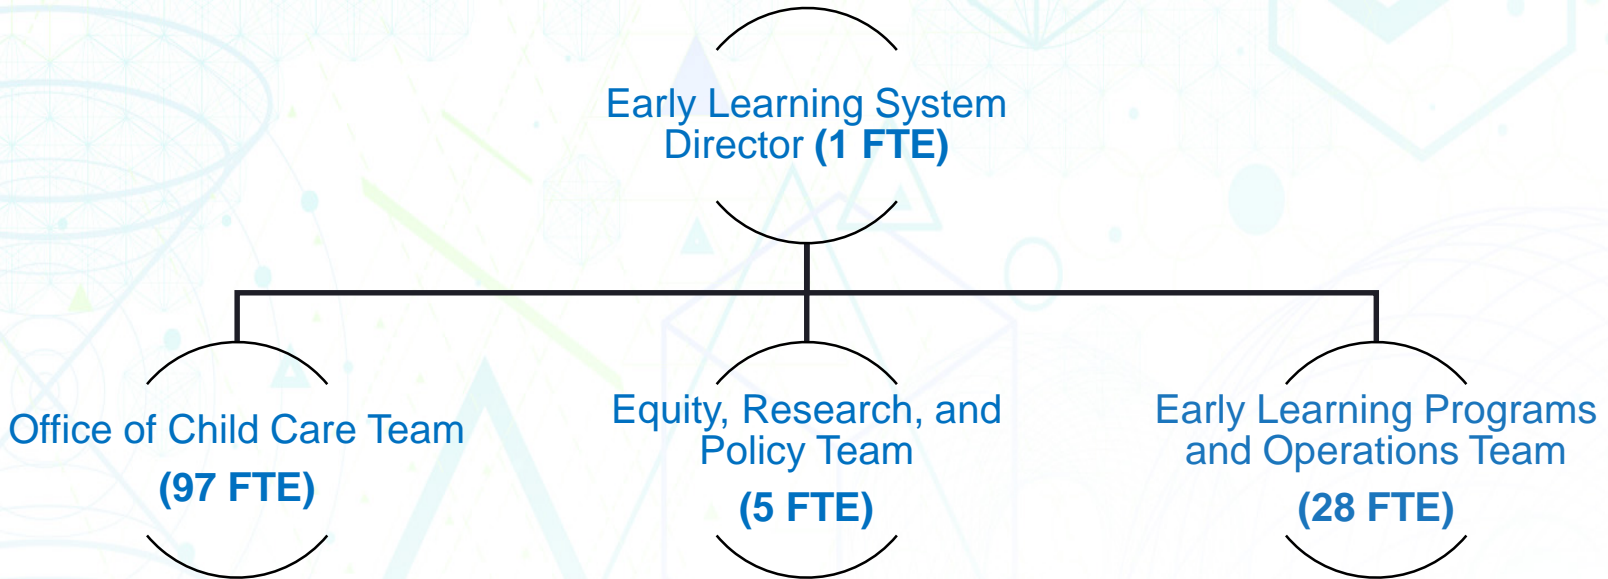 Early Learning System
Director (1 FTE)
Office of Child Care Team
(97 FTE)
Equity, Research, and
Policy Team
(5 FTE)
Early Learning Programs
and Operations Team
(28 FTE)